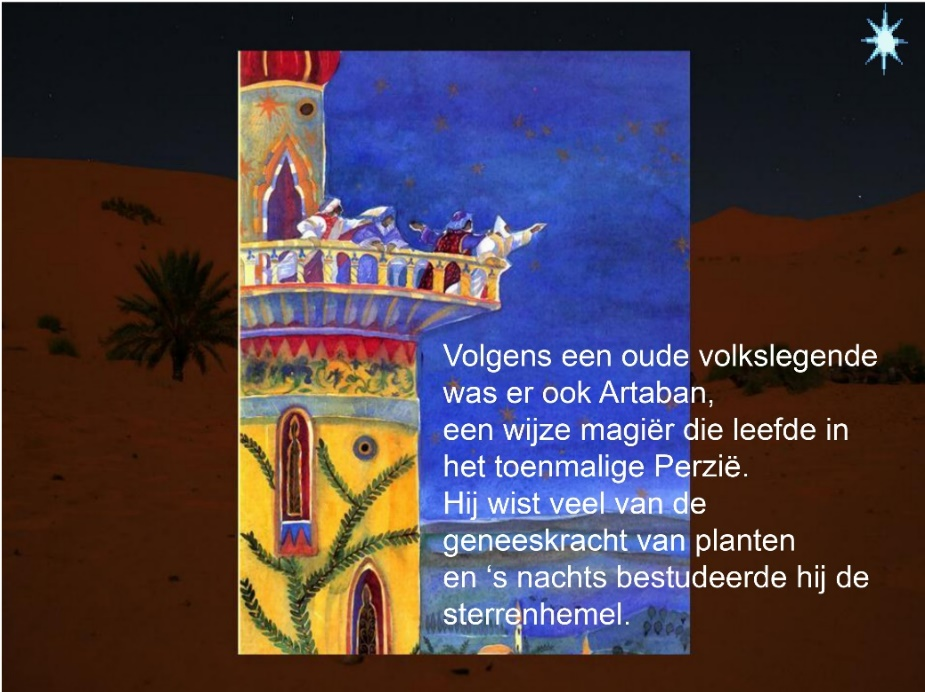 Volgens een oude volkslegende
was er ook Artaban,
een wijze magiër die leefde in
het toenmalige Perzië.
Hij wist veel van de
geneeskracht van planten
en ‘s nachts bestudeerde hij de
sterrenhemel.